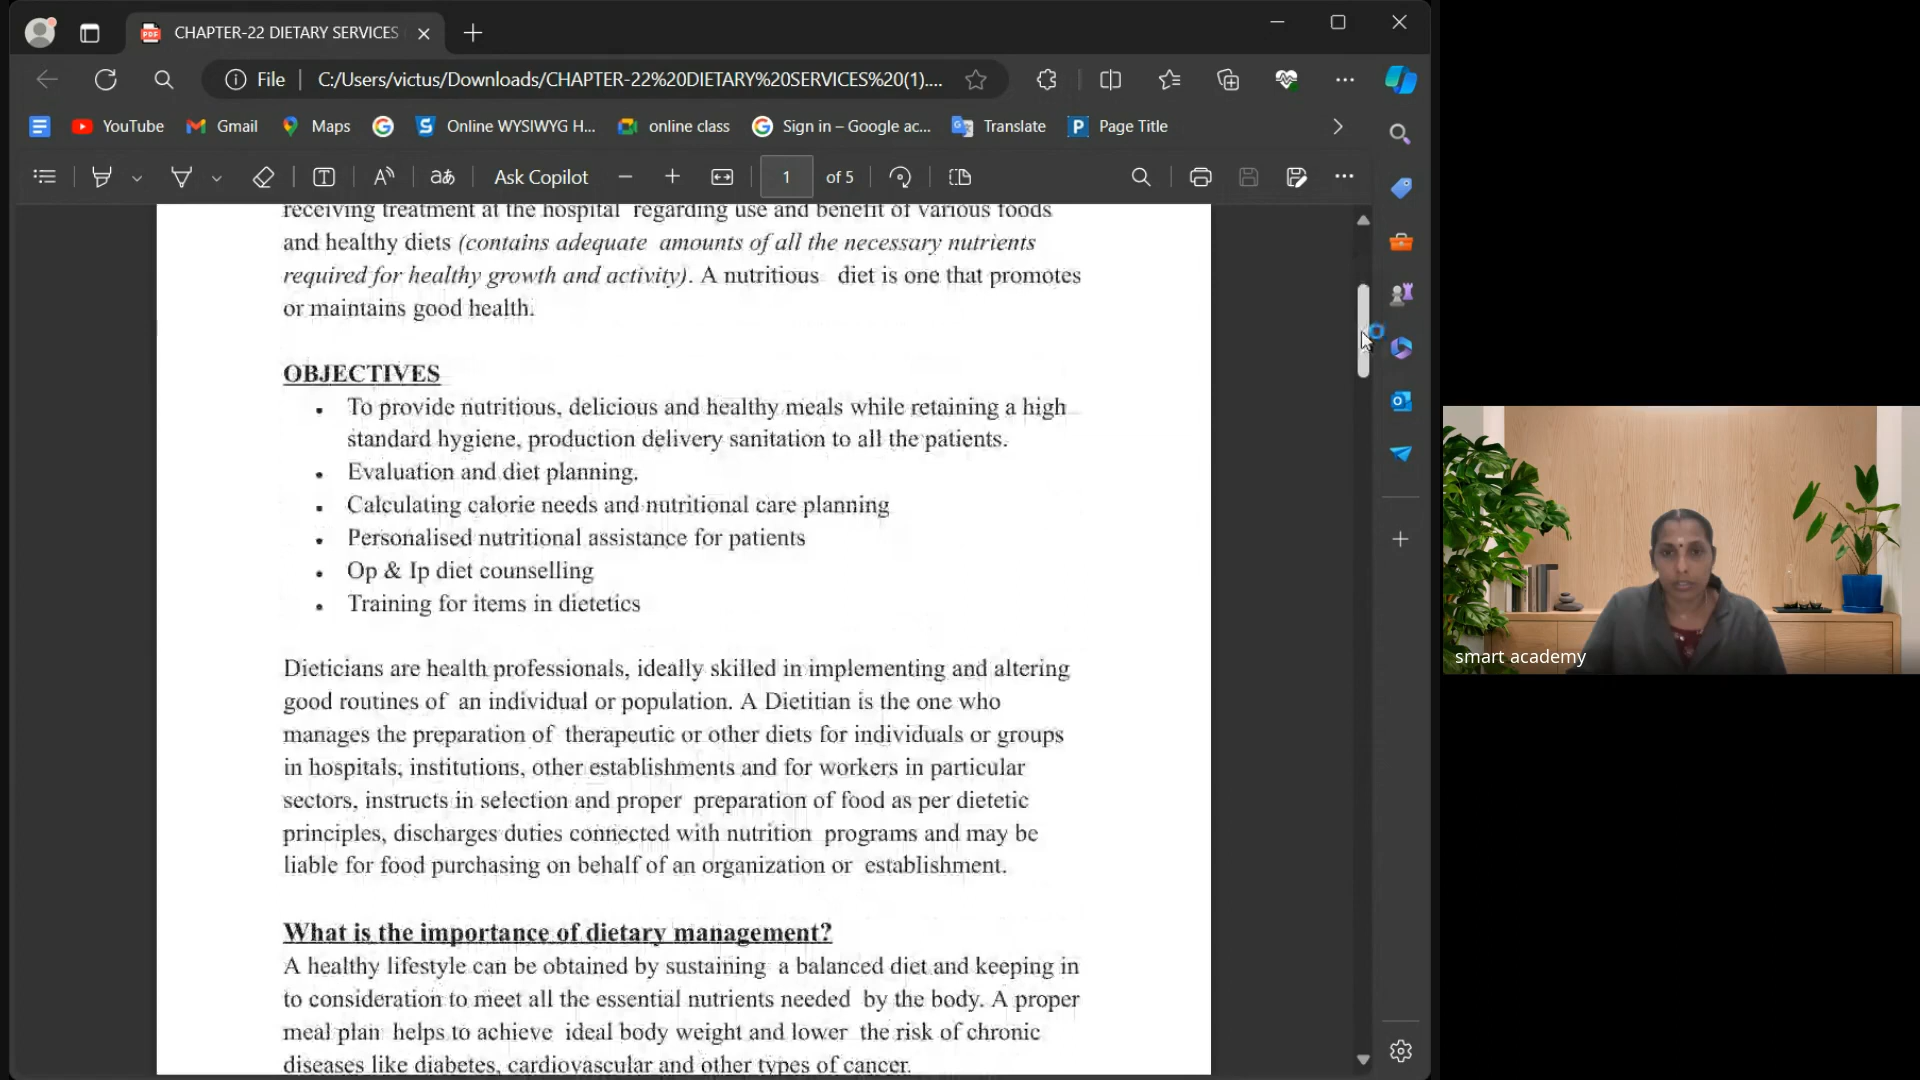 CHAPTER-22 DIETARY SERVICES
File
C:/Users/victus/Downloads/CHAPTER-22%20DIETARY%20SERVICES%20(1)....
YouTube
Gmail
Maps
Online WYSIWYG H...
online class
Sign in – Google ac...
Translate
Page Title
Ask Copilot
1 of 5
receiving treatment at the hospital regarding use and benefit of various foods
and healthy diets (contains adequate amounts of all the necessary nutrients
required for healthy growth and activity). A nutritious diet is one that promotes
or maintains good health.
OBJECTIVES
• To provide nutritious, delicious and healthy meals while retaining a high
standard hygiene, production delivery sanitation to all the patients.
• Evaluation and diet planning.
• Calculating calorie needs and nutritional care planning
• Personalised nutritional assistance for patients
• Op & Ip diet counselling
• Training for items in dietetics
Dieticians are health professionals, ideally skilled in implementing and altering
good routines of an individual or population. A Dietitian is the one who
manages the preparation of therapeutic or other diets for individuals or groups
in hospitals, institutions, other establishments and for workers in particular
sectors, instructs in selection and proper preparation of food as per dietetic
principles, discharges duties connected with nutrition programs and may be
liable for food purchasing on behalf of an organization or establishment.
What is the importance of dietary management?
A healthy lifestyle can be obtained by sustaining a balanced diet and keeping in
to consideration to meet all the essential nutrients needed by the body. A proper
meal plan helps to achieve ideal body weight and lower the risk of chronic
diseases like diabetes, cardiovascular and other types of cancer.
smart academy